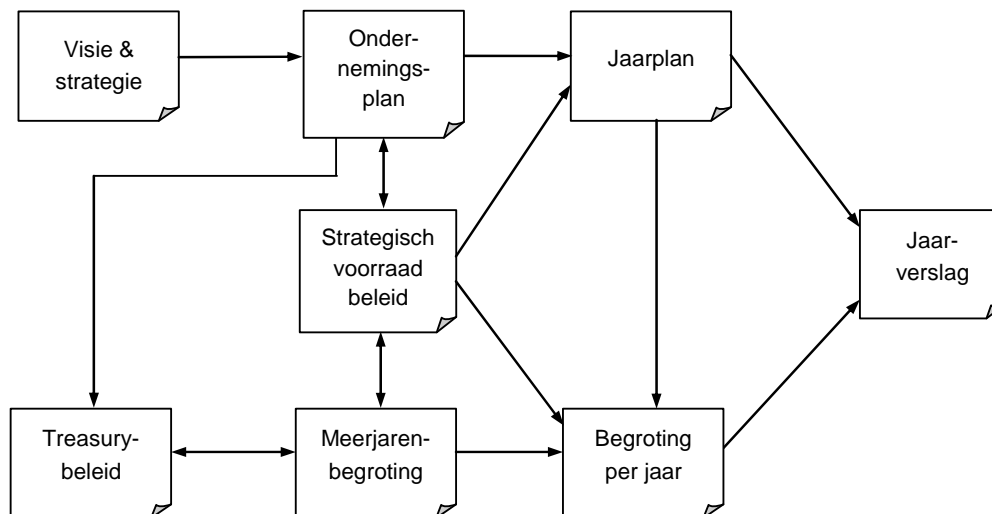 Visie &
strategie
Onder-
nemings-
plan
Jaarplan
Strategisch
voorraad
beleid
Jaar-
verslag
Treasury-
beleid
Meerjaren-
begroting
Begroting
per jaar